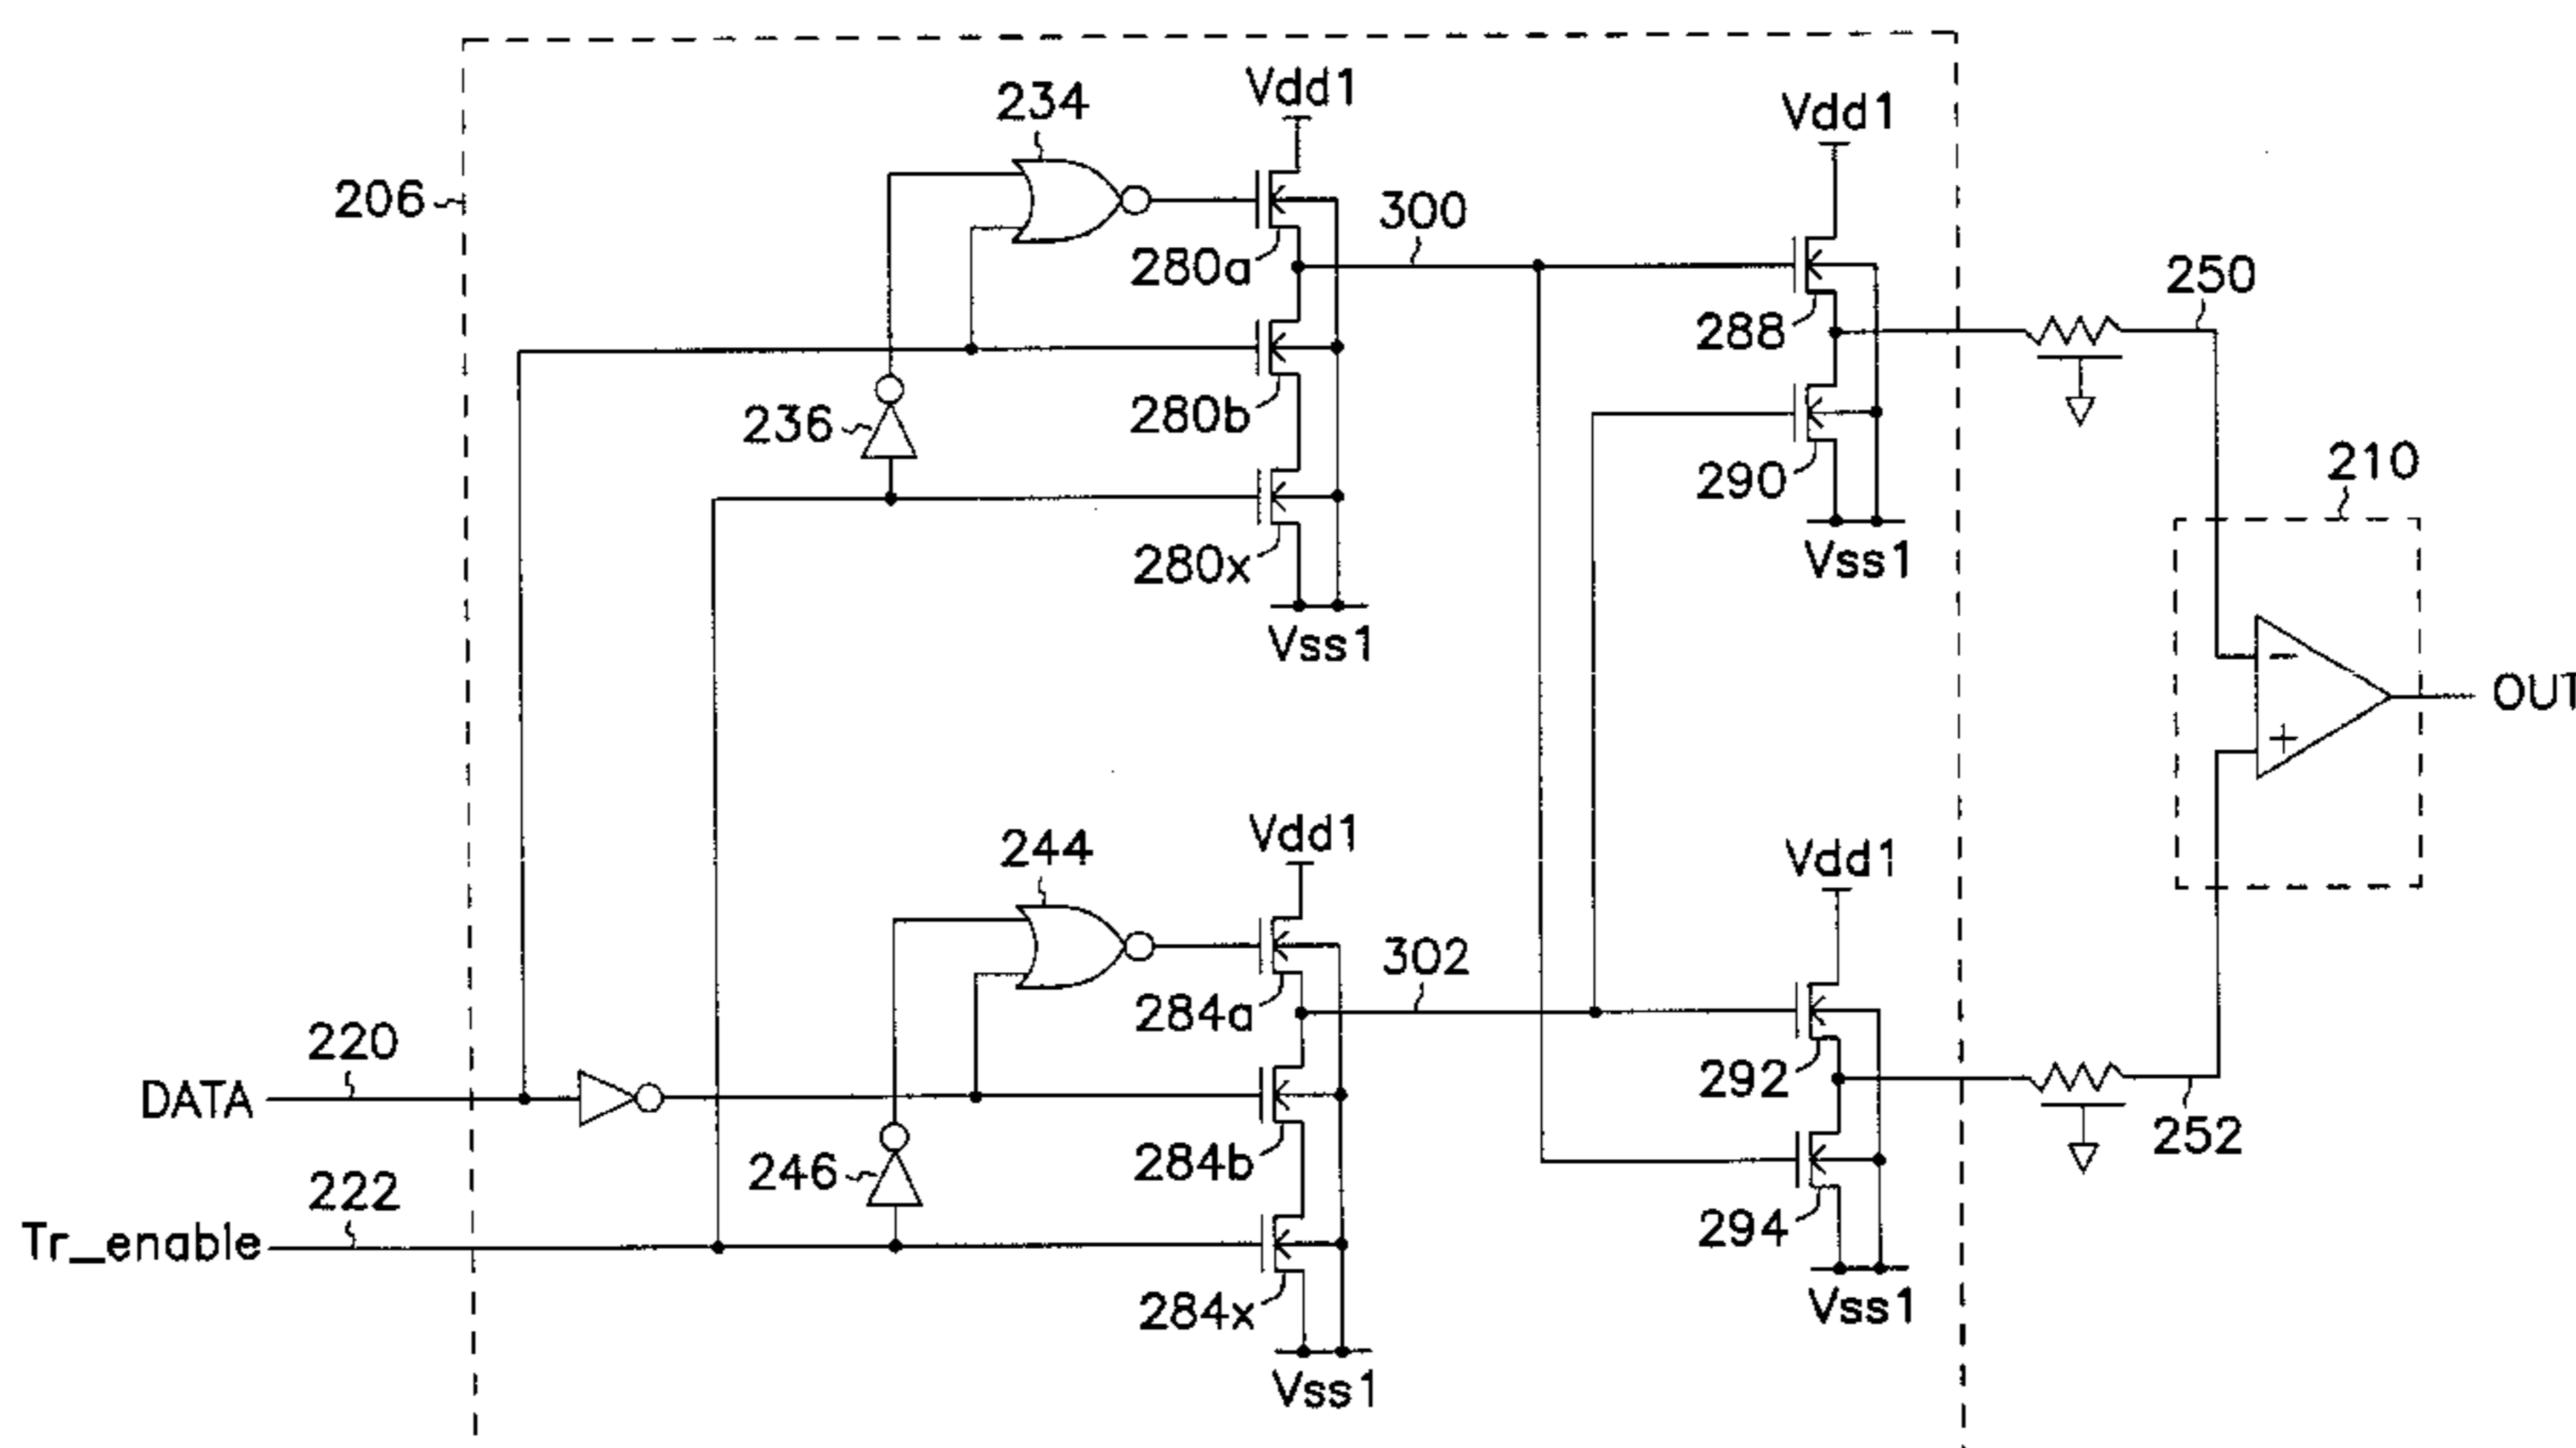 234
Vdd1
Vdd1
206
300
280a
250
288
280b
236
210
290
280x
Vss1
Vss1
−
OUT
+
Vdd1
244
Vdd1
302
284a
220
292
DATA
252
284b
246
222
294
Tr_enable
284x
Vss1
Vss1